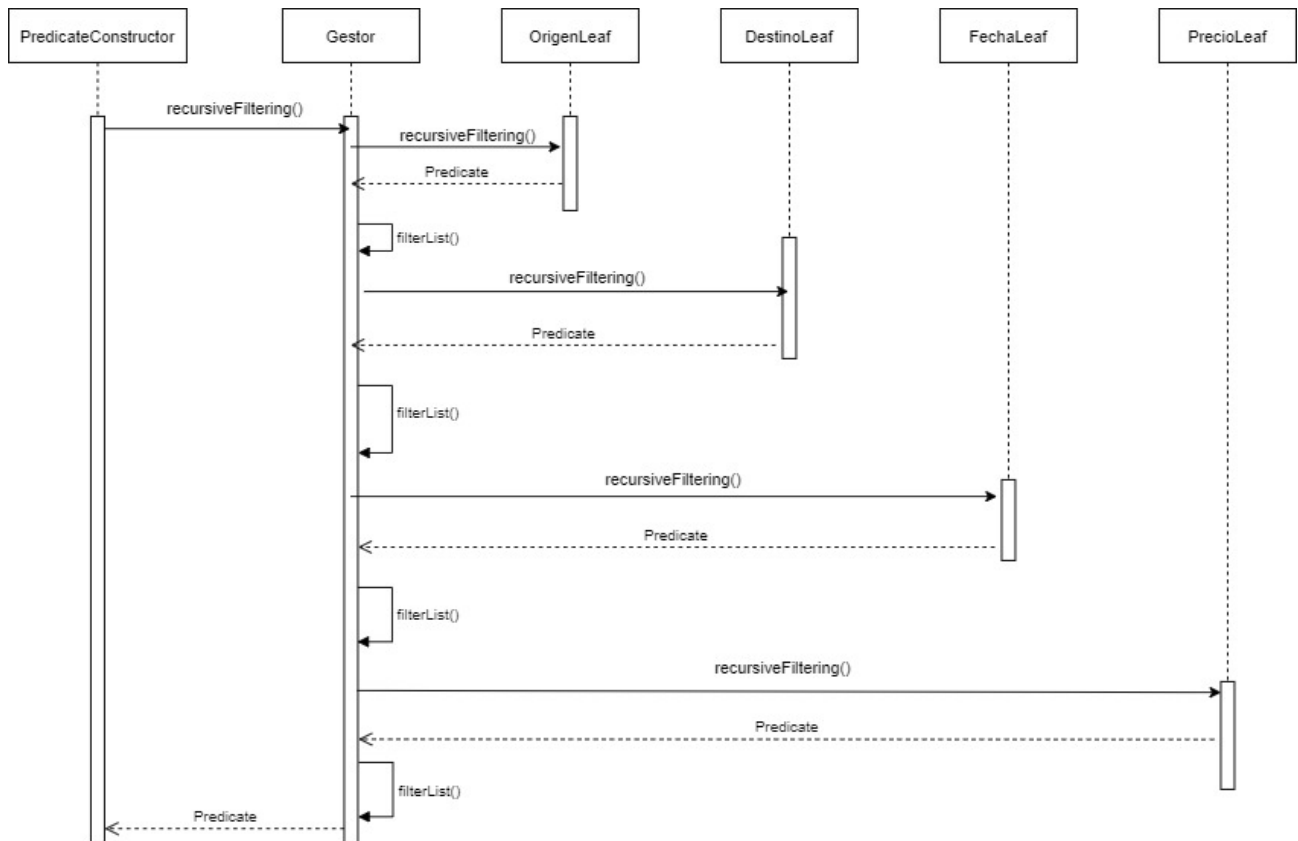 PredicateConstructor
Gestor
OrigenLeaf
DestinoLeaf
FechaLeaf
PrecioLeaf
recursiveFiltering()
recursiveFiltering()
Predicate
filterList()
recursiveFiltering()
Predicate
filterList()
recursiveFiltering()
Predicate
filterList()
recursiveFiltering()
Predicate
filterList()
Predicate